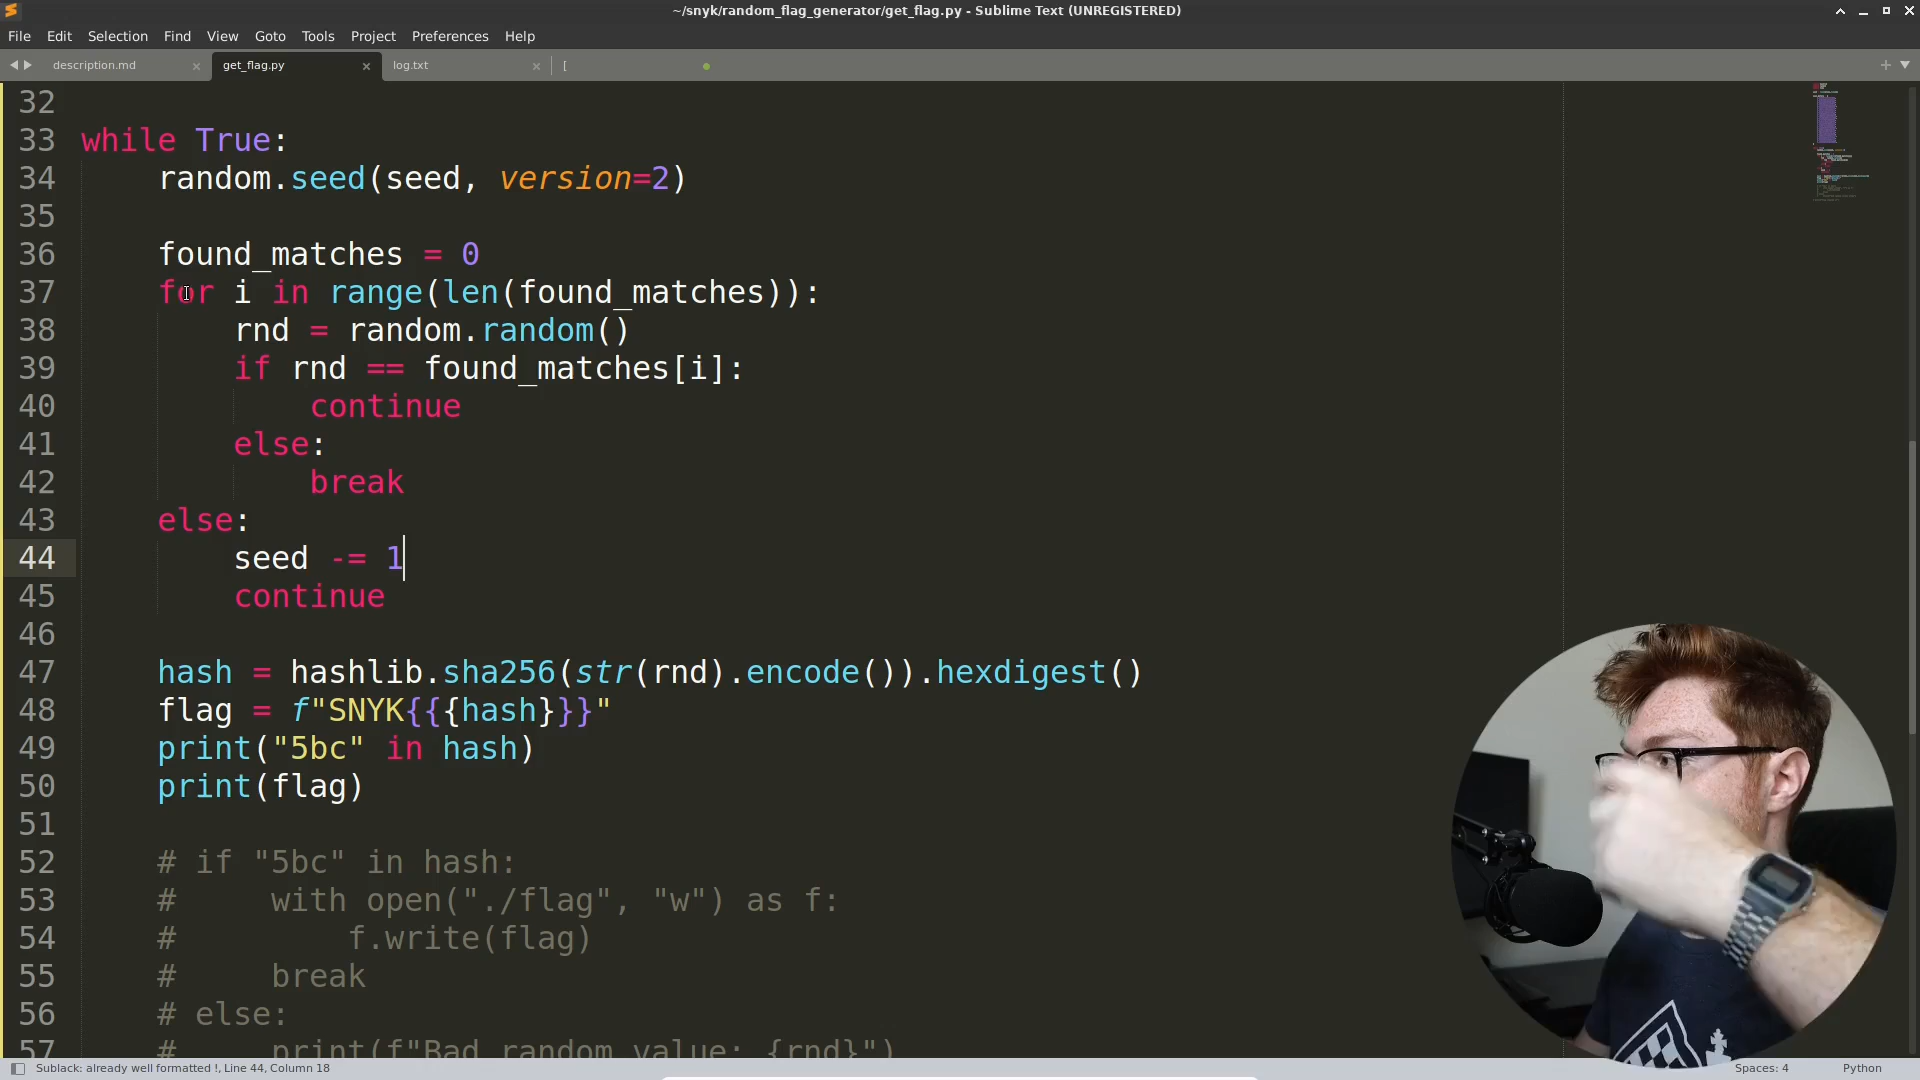 ~/snyk/random_flag_generator/get_flag.py - Sublime Text (UNREGISTERED)
File Edit Selection Find View Goto Tools Project Preferences Help
description.md × get_flag.py × log.txt × [
32
33 while True:
34     random.seed(seed, version=2)
35
36     found_matches = 0
37     for i in range(len(found_matches)):
38         rnd = random.random()
39         if rnd == found_matches[i]:
40             continue
41         else:
42             break
43     else:
44         seed -= 1
45         continue
46
47     hash = hashlib.sha256(str(rnd).encode()).hexdigest()
48     flag = f"SNYK{{{hash}}}"
49     print("5bc" in hash)
50     print(flag)
51
52     # if "5bc" in hash:
53     #     with open("./flag", "w") as f:
54     #         f.write(flag)
55     #     break
56     # else:
57     #     print(f"Bad random value: {rnd}")
Sublack: already well formatted !, Line 44, Column 18 Spaces: 4 Python